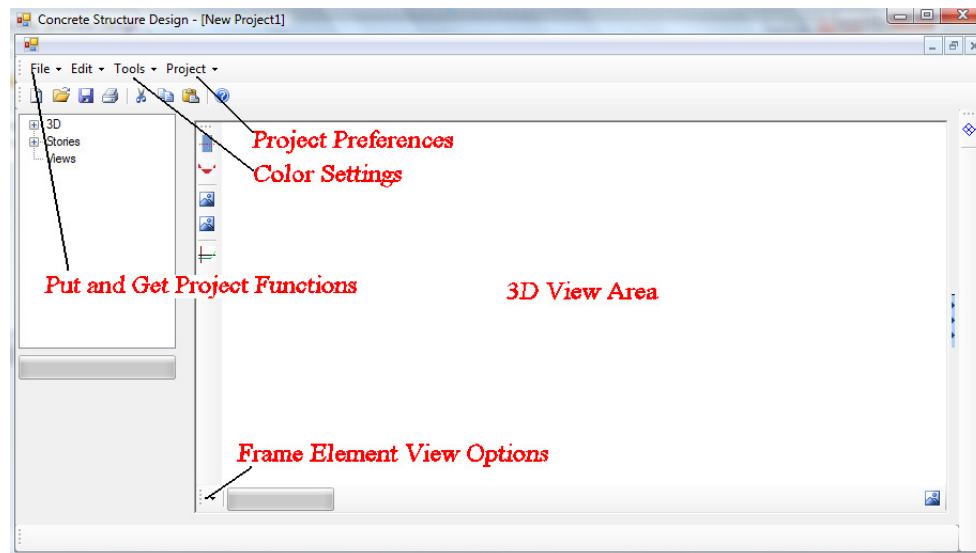 Concrete Structure Design - [New Project1]
File Edit Tools Project
3D
Stories
Views
Project Preferences
Color Settings
Put and Get Project Functions
3D View Area
Frame Element View Options